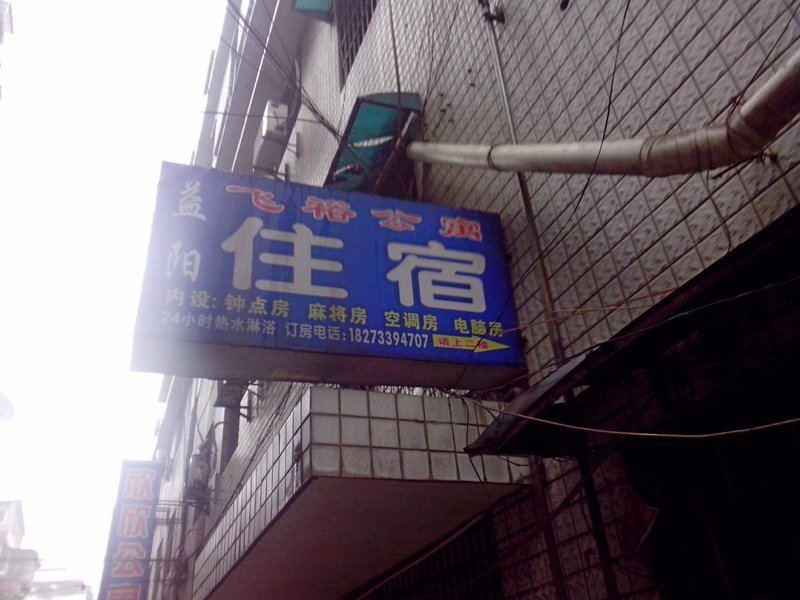 益阳
飞裕公寓
住宿
内设: 钟点房 麻将房 空调房 电脑房
24小时热水淋浴 订房电话:18273394707 请上二楼
欣欣公寓